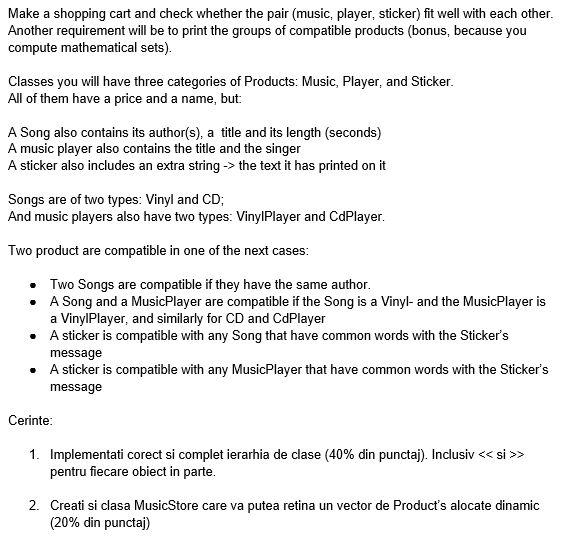 Make a shopping cart and check whether the pair (music, player, sticker) fit well with each other.
Another requirement will be to print the groups of compatible products (bonus, because you
compute mathematical sets).
Classes you will have three categories of Products: Music, Player, and Sticker.
All of them have a price and a name, but:
A Song also contains its author(s), a  title and its length (seconds)
A music player also contains the title and the singer
A sticker also includes an extra string -> the text it has printed on it
Songs are of two types: Vinyl and CD;
And music players also have two types: VinylPlayer and CdPlayer.
Two product are compatible in one of the next cases:
● Two Songs are compatible if they have the same author.
● A Song and a MusicPlayer are compatible if the Song is a Vinyl- and the MusicPlayer is
a VinylPlayer, and similarly for CD and CdPlayer
● A sticker is compatible with any Song that have common words with the Sticker's
message
● A sticker is compatible with any MusicPlayer that have common words with the Sticker's
message
Cerinte:
1. Implementati corect si complet ierarhia de clase (40% din punctaj). Inclusiv << si >>
pentru fiecare obiect in parte.
2. Creati si clasa MusicStore care va putea retina un vector de Product's alocate dinamic
(20% din punctaj)